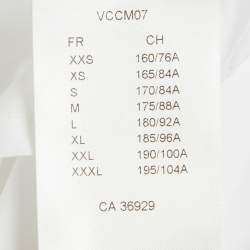 VCCM07
FR CH
XXS 160/76A
XS 165/84A
S 170/84A
M 175/88A
L 180/92A
XL 185/96A
XXL 190/100A
XXXL 195/104A
CA 36929